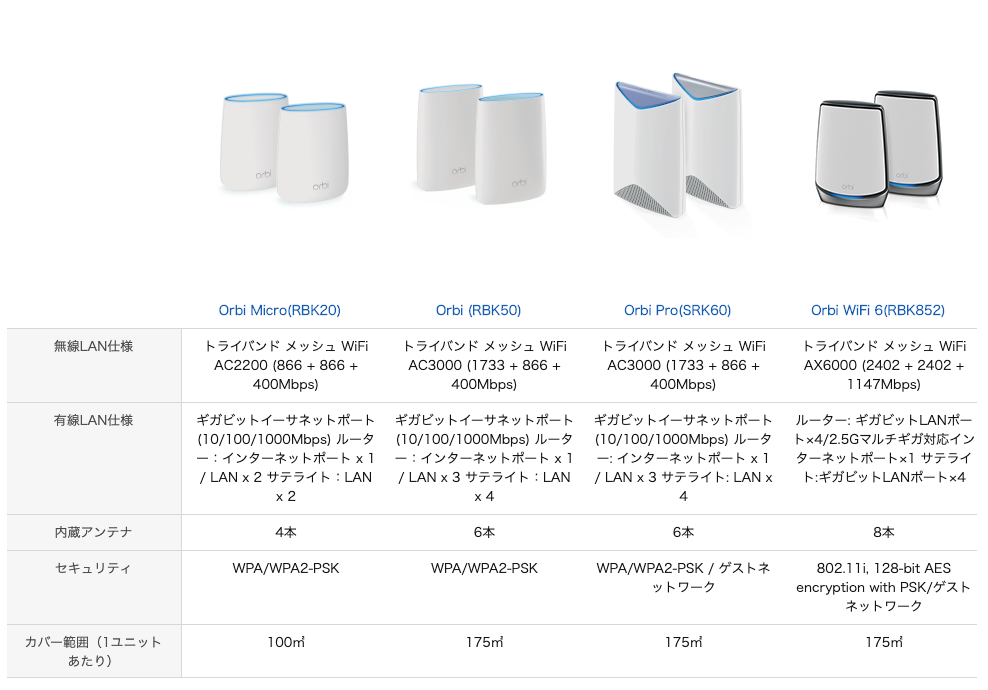 orbi
orbi
orbi
orbi
orbi
orbi
Orbi Micro(RBK20)
Orbi (RBK50)
Orbi Pro(SRK60)
Orbi WiFi 6(RBK852)
無線LAN仕様
トライバンド メッシュ WiFi
AC2200 (866 + 866 +
400Mbps)
トライバンド メッシュ WiFi
AC3000 (1733 + 866 +
400Mbps)
トライバンド メッシュ WiFi
AC3000 (1733 + 866 +
400Mbps)
トライバンド メッシュ WiFi
AX6000 (2402 + 2402 +
1147Mbps)
有線LAN仕様
ギガビットイーサネットポート
(10/100/1000Mbps) ルータ
ー：インターネットポート x 1
/ LAN x 2 サテライト：LAN
x 2
ギガビットイーサネットポート
(10/100/1000Mbps) ルータ
ー：インターネットポート x 1
/ LAN x 3 サテライト：LAN
x 4
ギガビットイーサネットポート
(10/100/1000Mbps) ルータ
ー: インターネットポート x 1
/ LAN x 3 サテライト: LAN x
4
ルーター: ギガビットLANポー
ト×4/2.5Gマルチギガ対応イン
ターネットポート×1 サテライ
ト:ギガビットLANポート×4
内蔵アンテナ
4本
6本
6本
8本
セキュリティ
WPA/WPA2-PSK
WPA/WPA2-PSK
WPA/WPA2-PSK / ゲストネ
ットワーク
802.11i, 128-bit AES
encryption with PSK/ゲスト
ネットワーク
カバー範囲（1ユニット
あたり）
100㎡
175㎡
175㎡
175㎡